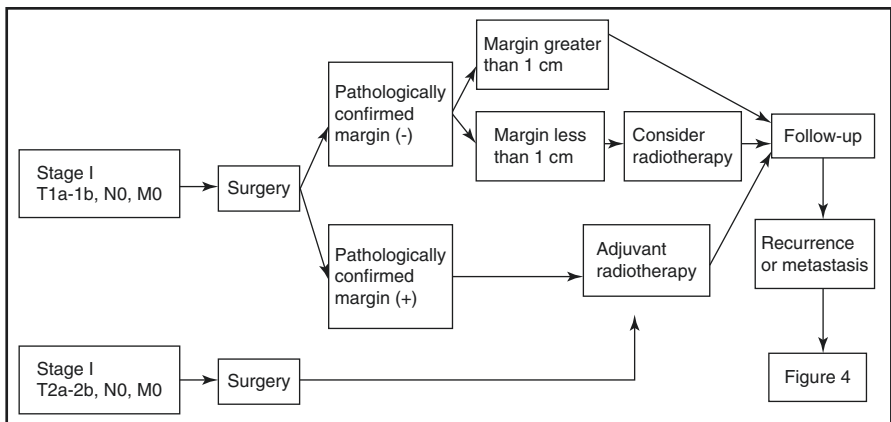 Stage I
T1a-1b, N0, M0
Surgery
Pathologically
confirmed
margin (-)
Margin greater
than 1 cm
Margin less
than 1 cm
Consider
radiotherapy
Follow-up
Pathologically
confirmed
margin (+)
Adjuvant
radiotherapy
Recurrence
or metastasis
Stage I
T2a-2b, N0, M0
Surgery
Figure 4